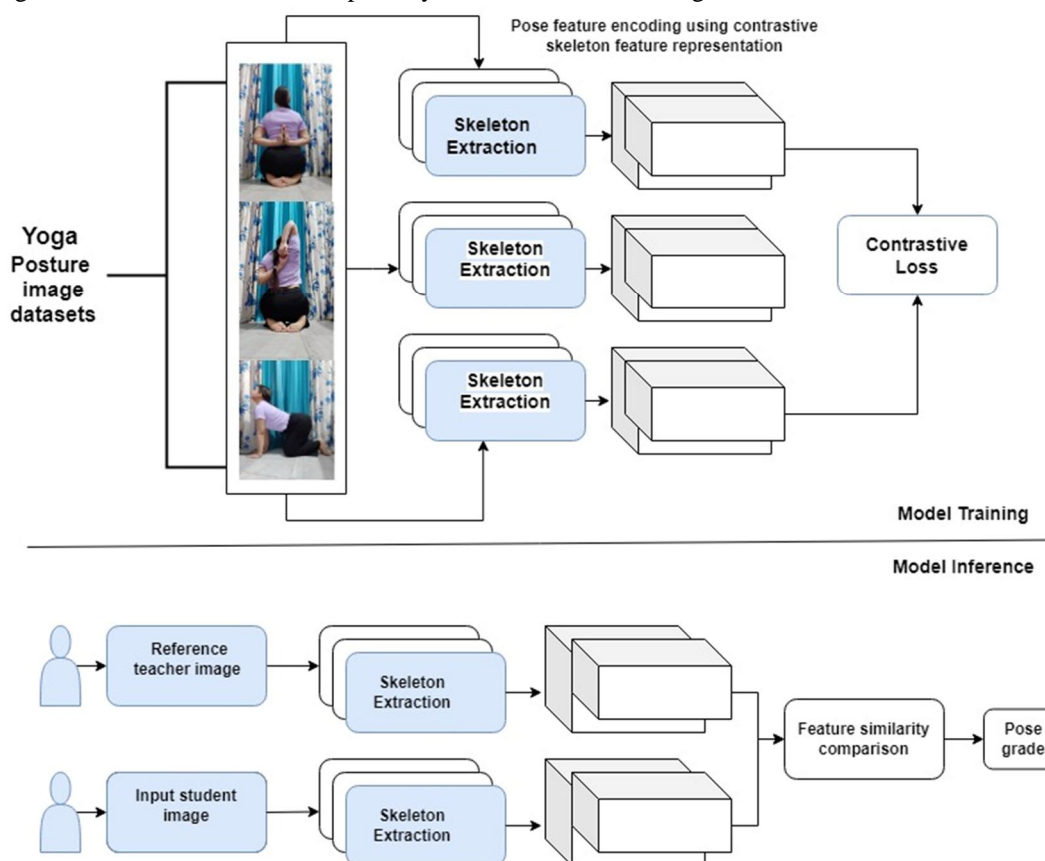 Pose feature encoding using contrastive
skeleton feature representation
Skeleton
Extraction
Yoga
Posture
image
datasets
Skeleton
Extraction
Contrastive
Loss
Skeleton
Extraction
Model Training
Model Inference
Reference
teacher image
Skeleton
Extraction
Feature similarity
comparison
Pose
grade
Input student
image
Skeleton
Extraction